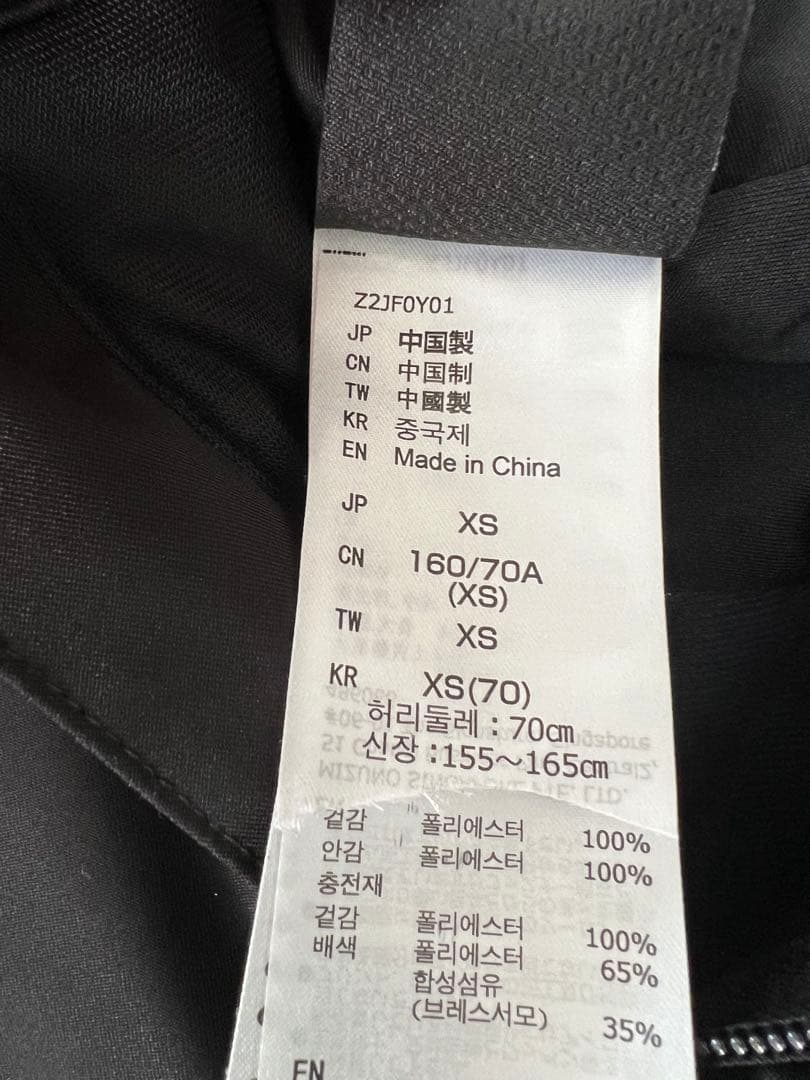 Z2JF0Y01
JP 中国製
CN 中国制
TW 中國製
KR 중국제
EN Made in China
JP XS
CN 160/70A
(XS)
TW XS
KR XS(70)
허리둘레 : 70㎝
신장 : 155～165㎝
겉감 폴리에스터 100%
안감 폴리에스터 100%
충전재
겉감 폴리에스터 100%
배색 폴리에스터 65%
합성섬유
(브레스서모) 35%
EN